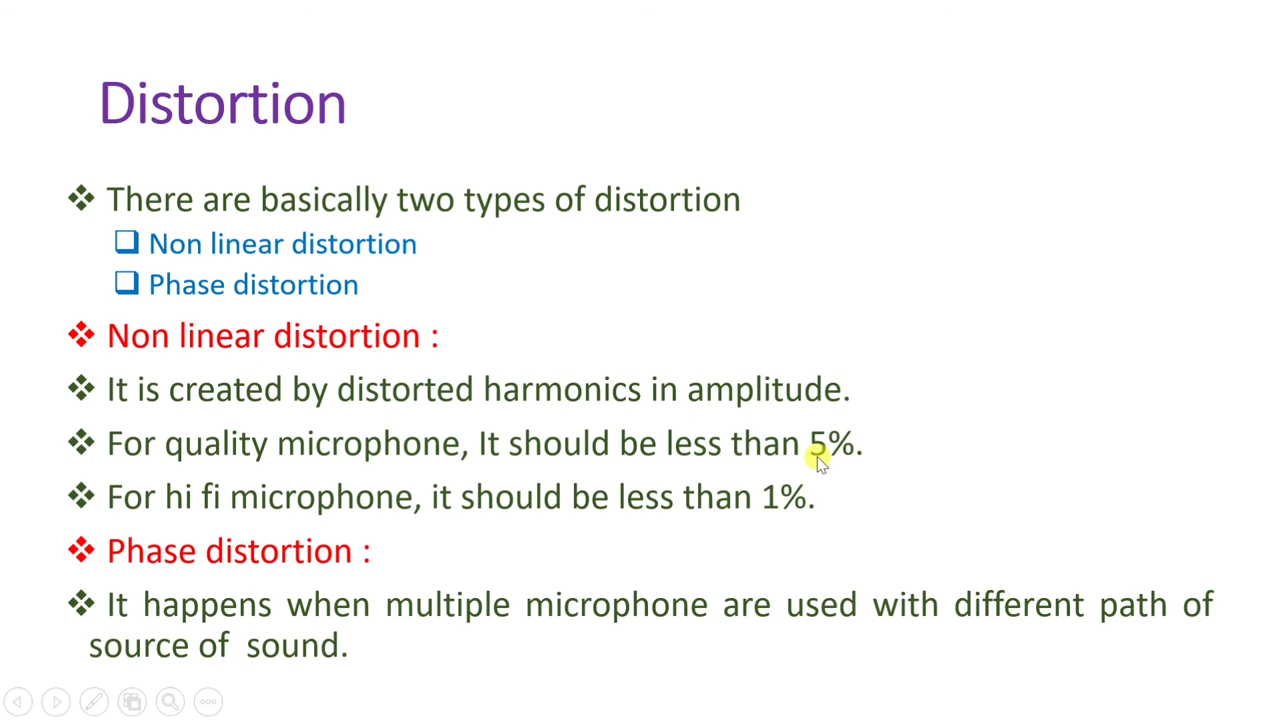 Distortion
There are basically two types of distortion
Non linear distortion
Phase distortion
Non linear distortion :
It is created by distorted harmonics in amplitude.
For quality microphone, It should be less than 5%.
For hi fi microphone, it should be less than 1%.
Phase distortion :
It happens when multiple microphone are used with different path of
source of sound.